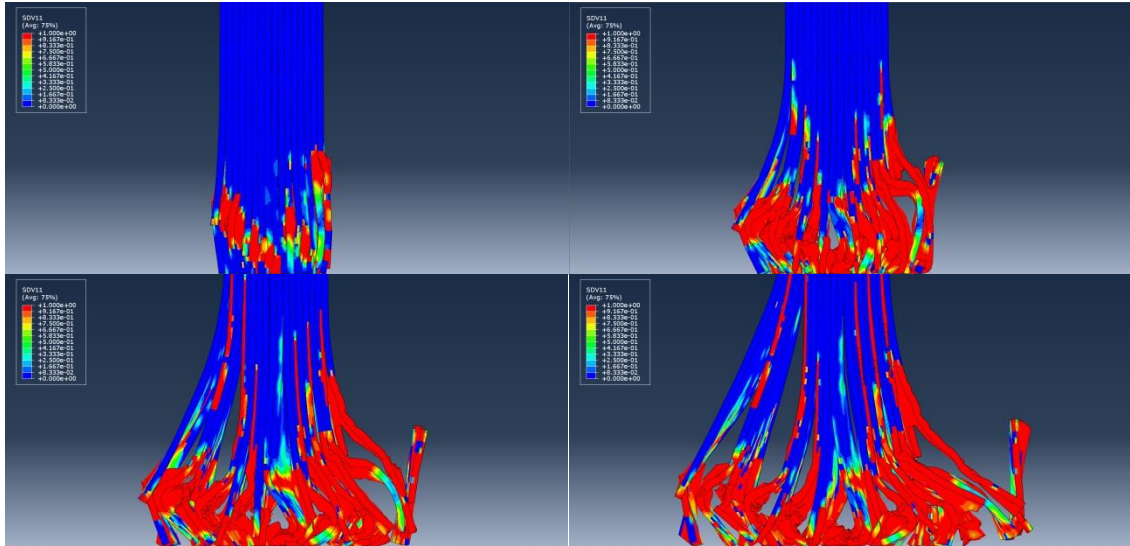 SDV11
(Avg: 75%)
+1.000e+00
+9.167e-01
+8.333e-01
+7.500e-01
+6.667e-01
+5.833e-01
+5.000e-01
+4.167e-01
+3.333e-01
+2.500e-01
+1.667e-01
+8.333e-02
+0.000e+00
SDV11
(Avg: 75%)
+1.000e+00
+9.167e-01
+8.333e-01
+7.500e-01
+6.667e-01
+5.833e-01
+5.000e-01
+4.167e-01
+3.333e-01
+2.500e-01
+1.667e-01
+8.333e-02
+0.000e+00
SDV11
(Avg: 75%)
+1.000e+00
+9.167e-01
+8.333e-01
+7.500e-01
+6.667e-01
+5.833e-01
+5.000e-01
+4.167e-01
+3.333e-01
+2.500e-01
+1.667e-01
+8.333e-02
+0.000e+00
SDV11
(Avg: 75%)
+1.000e+00
+9.167e-01
+8.333e-01
+7.500e-01
+6.667e-01
+5.833e-01
+5.000e-01
+4.167e-01
+3.333e-01
+2.500e-01
+1.667e-01
+8.333e-02
+0.000e+00